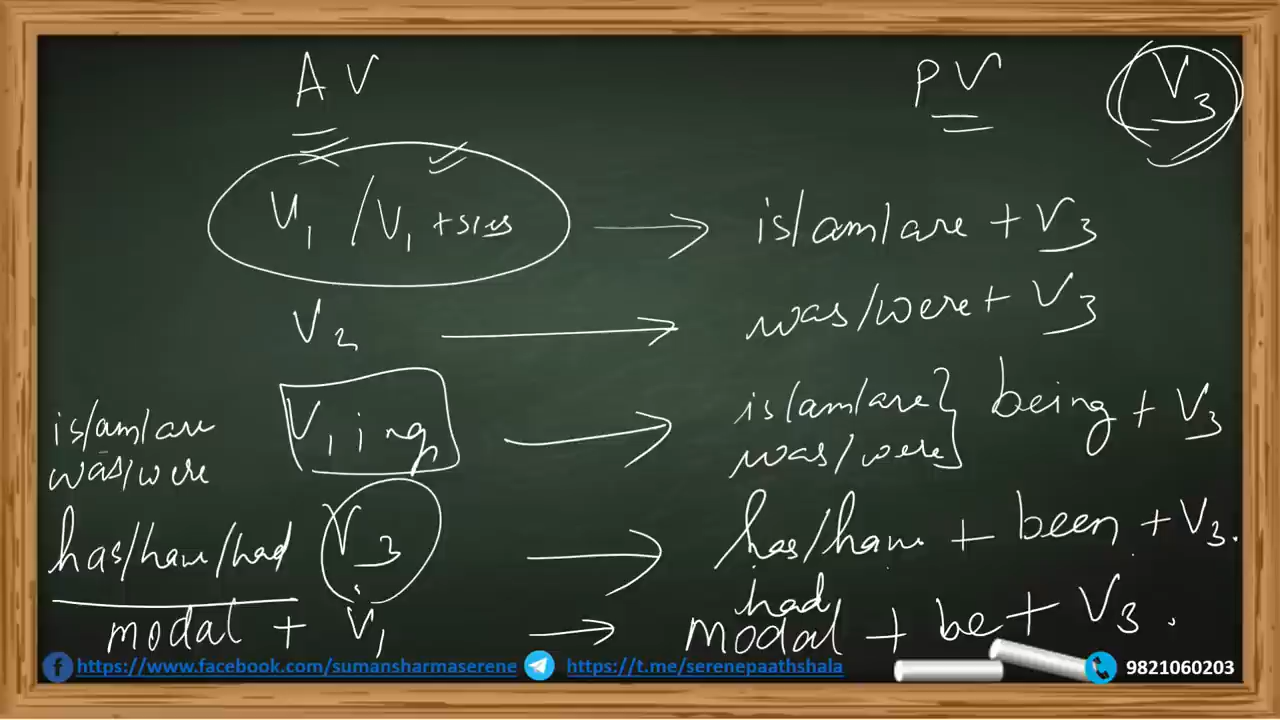 AV PV V3
V1 / V1 +s/es → is/am/are + V3
V2 → was/were + V3
is/am/are V1 ing → is/am/are } being + V3
was/were was/were
has/have/had V3 → has/have + been + V3.
had
modal + V1 → modal + be + V3.
https://www.facebook.com/sumansharmaserene https://t.me/serenepaathshala 9821060203